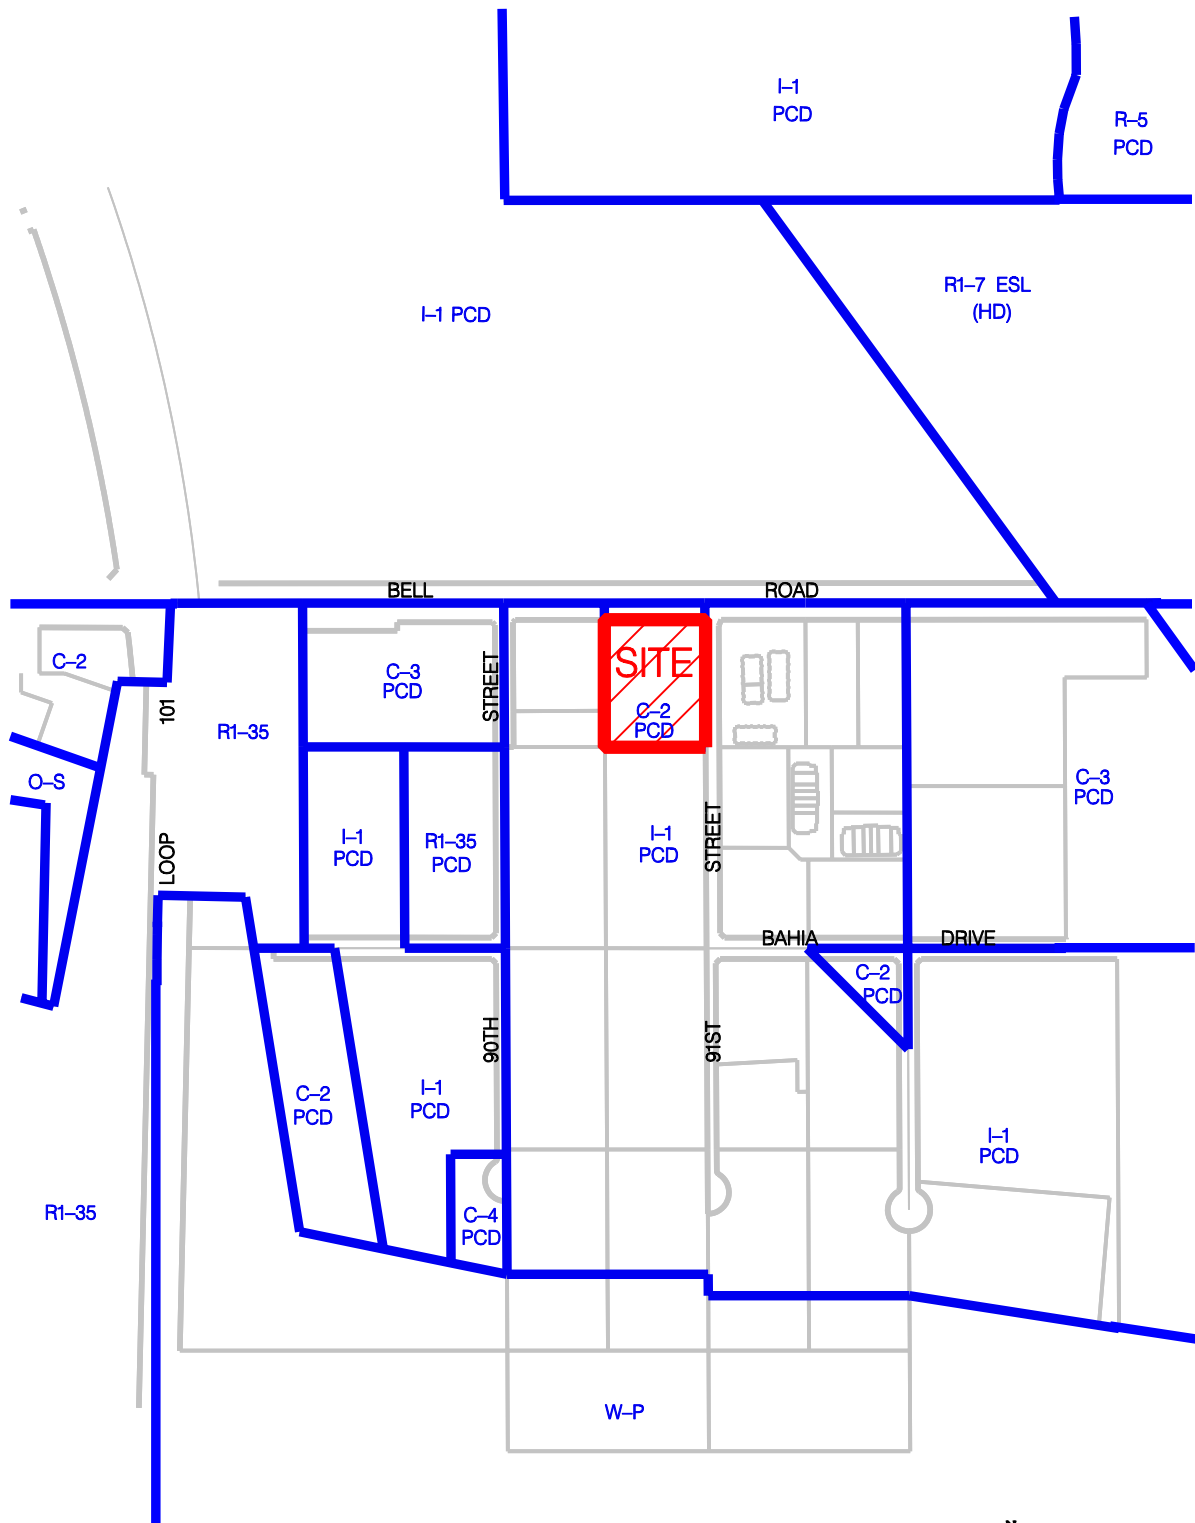 I–1
PCD
R–5
PCD
R1–7 ESL
(HD)
I–1 PCD
BELL ROAD
C–2
SITE
C–2
PCD
C–3
PCD
STREET
101
R1–35
O–S
C–3
PCD
I–1
PCD
R1–35
PCD
I–1
PCD
STREET
LOOP
BAHIA DRIVE
C–2
PCD
90TH
91ST
C–2
PCD
I–1
PCD
I–1
PCD
R1–35
C–4
PCD
W–P